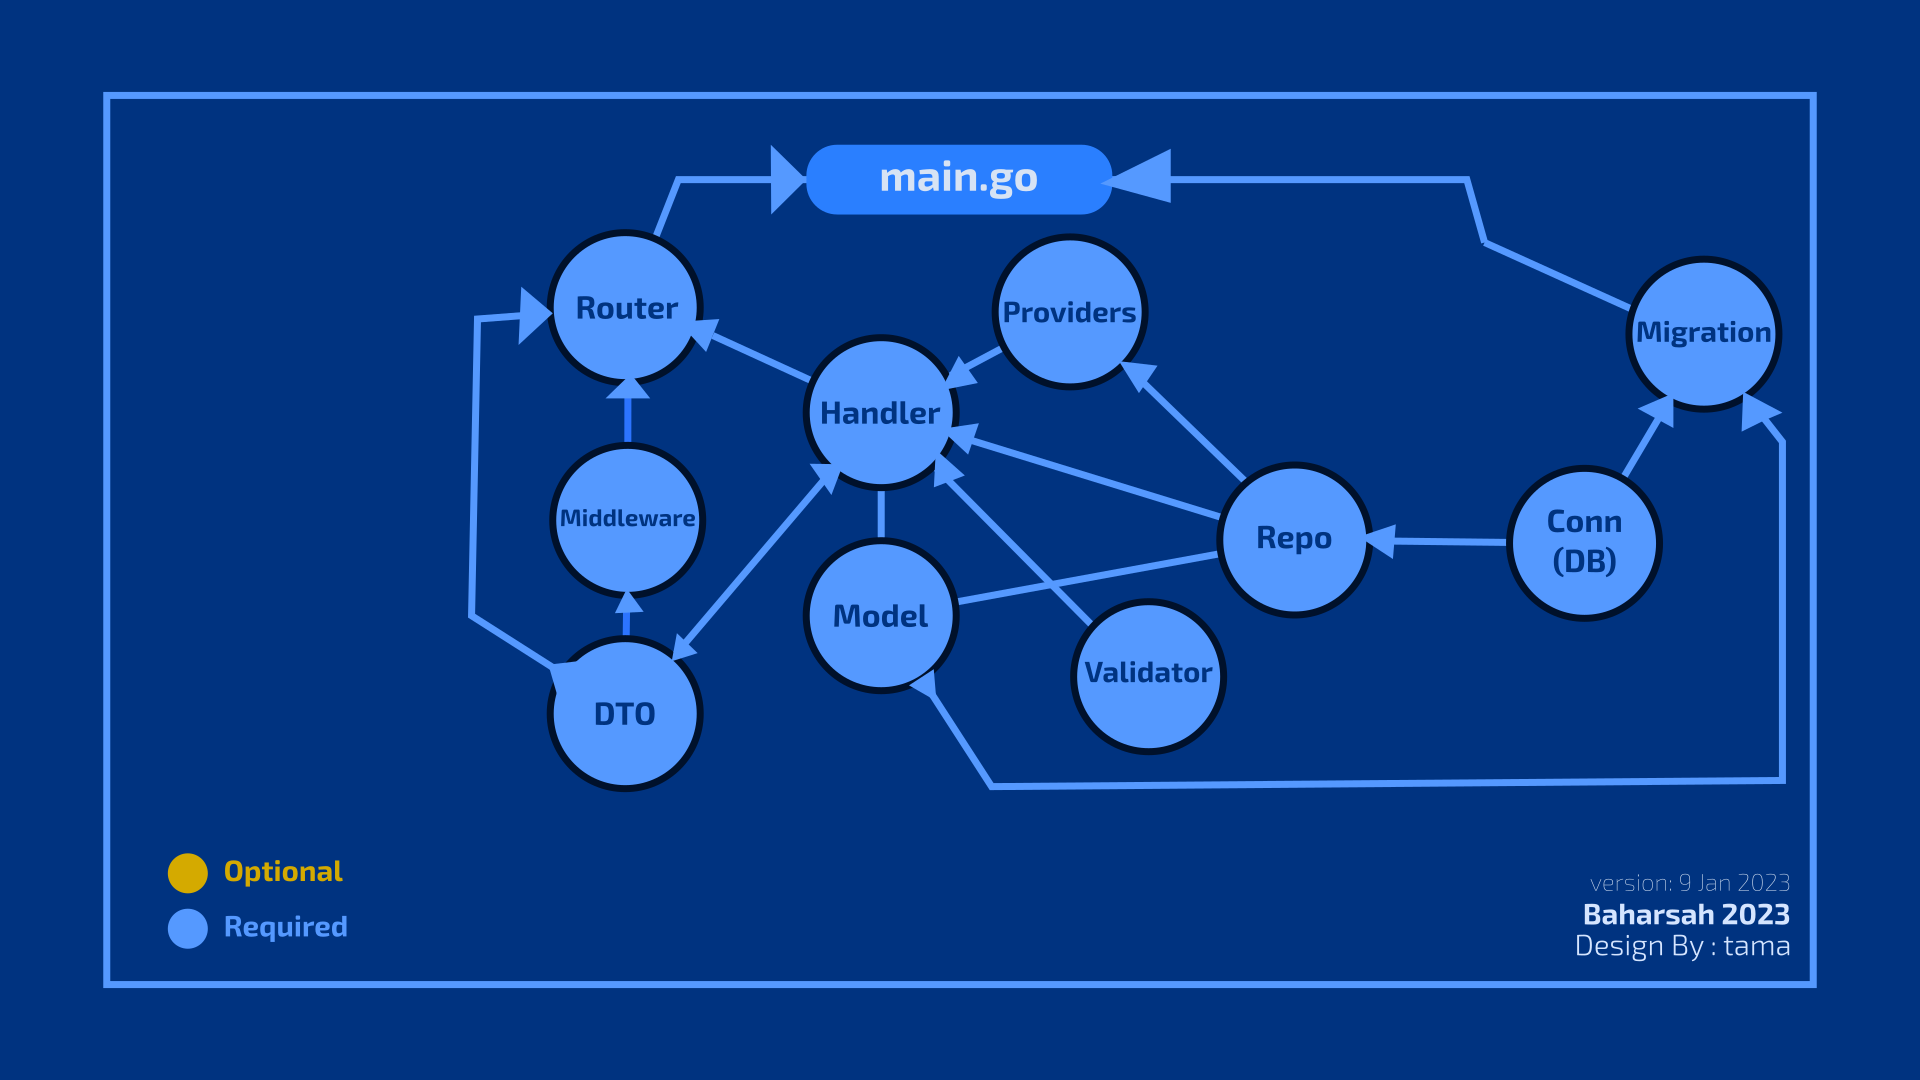 main.go
Router
Providers
Migration
Handler
Middleware
Conn
(DB)
Repo
Model
Validator
DTO
Optional
Required
version: 9 Jan 2023
Baharsah 2023
Design By : tama